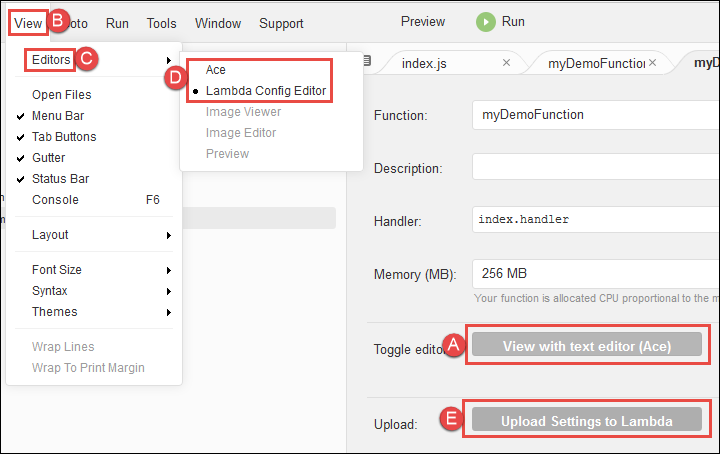 View B oto Run Tools Window Support Preview Run
Editors C
D
Ace
Lambda Config Editor
Image Viewer
Image Editor
Preview
Open Files
Menu Bar
Tab Buttons
Gutter
Status Bar
Console F6
Layout
Font Size
Syntax
Themes
Wrap Lines
Wrap To Print Margin
index.js × myDemoFunction × myD
Function: myDemoFunction
Description:
Handler: index.handler
Memory (MB): 256 MB
Your function is allocated CPU proportional to the m
Toggle editor A View with text editor (Ace)
Upload: E Upload Settings to Lambda